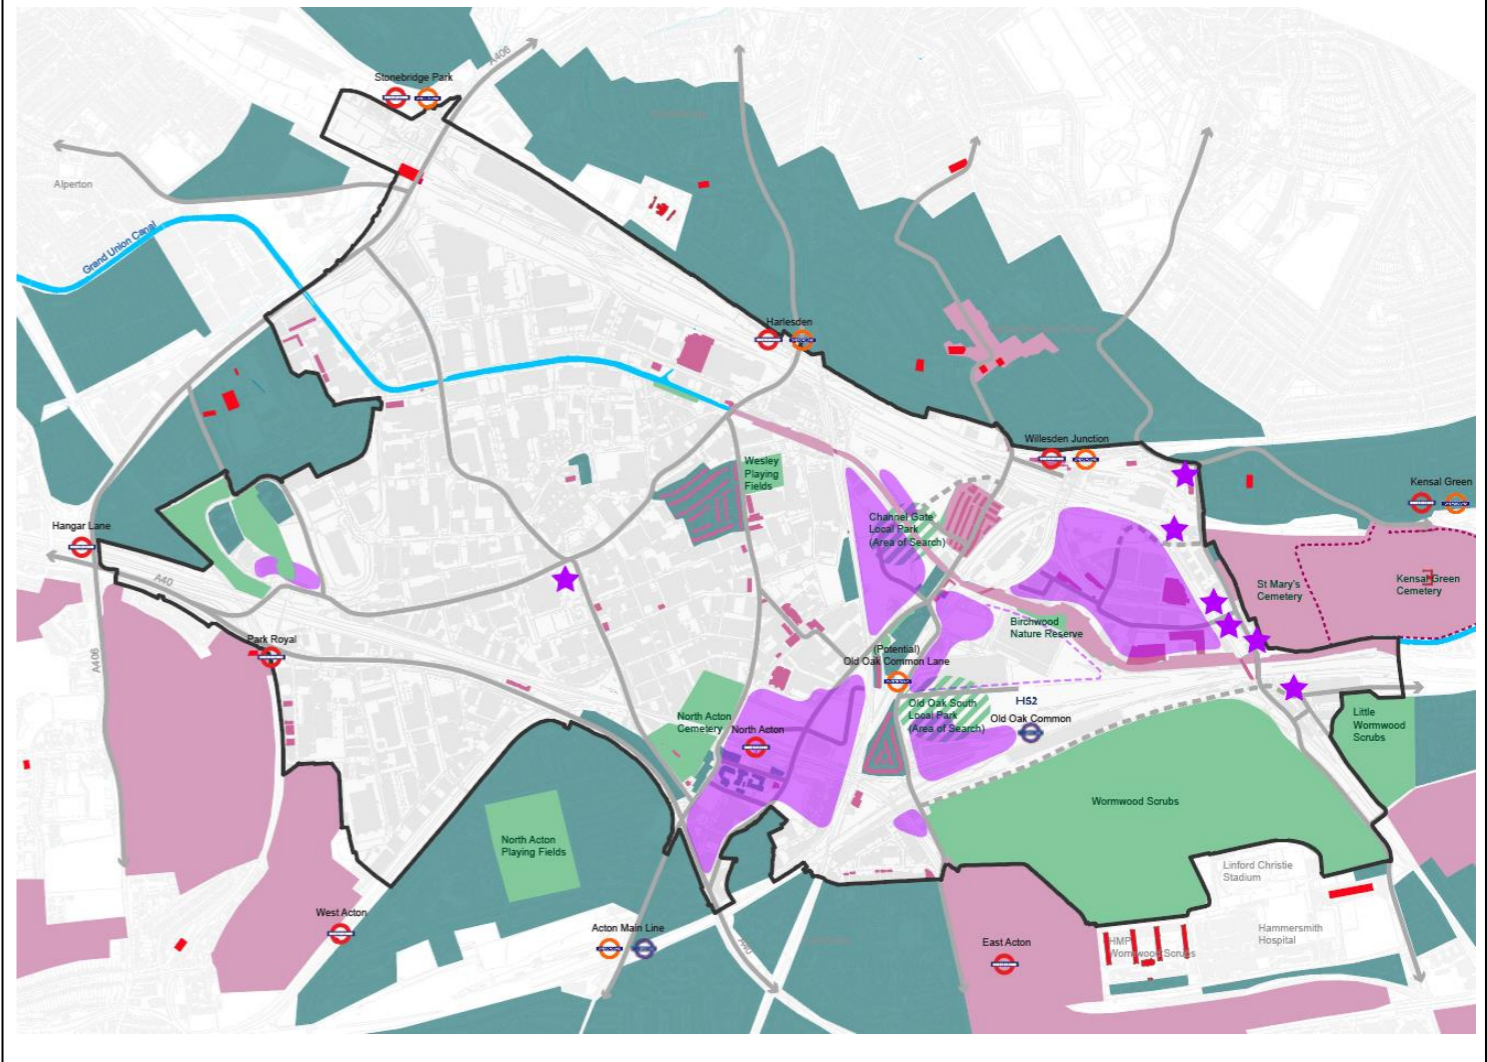 A406
Stonebridge Park
Alperton
Grand Union Canal
Harlesden
Willesden Junction
Wesley
Playing
Fields
Kensal Green
Channel Gate
Local Park
(Area of Search)
Hangar Lane
A40
St Mary's
Cemetery
Kensal Green
Cemetery
Birchwood
Nature Reserve
Park Royal
A406
(Potential)
Old Oak Common Lane
HS2
Old Oak South
Local Park
(Area of Search)
Old Oak Common
North Acton
Cemetery
North Acton
Little
Wormwood
Scrubs
Wormwood Scrubs
North Acton
Playing Fields
Linford Christie
Stadium
West Acton
Acton Main Line
A40
East Acton
HMP
Wormwood Scrubs
Hammersmith
Hospital